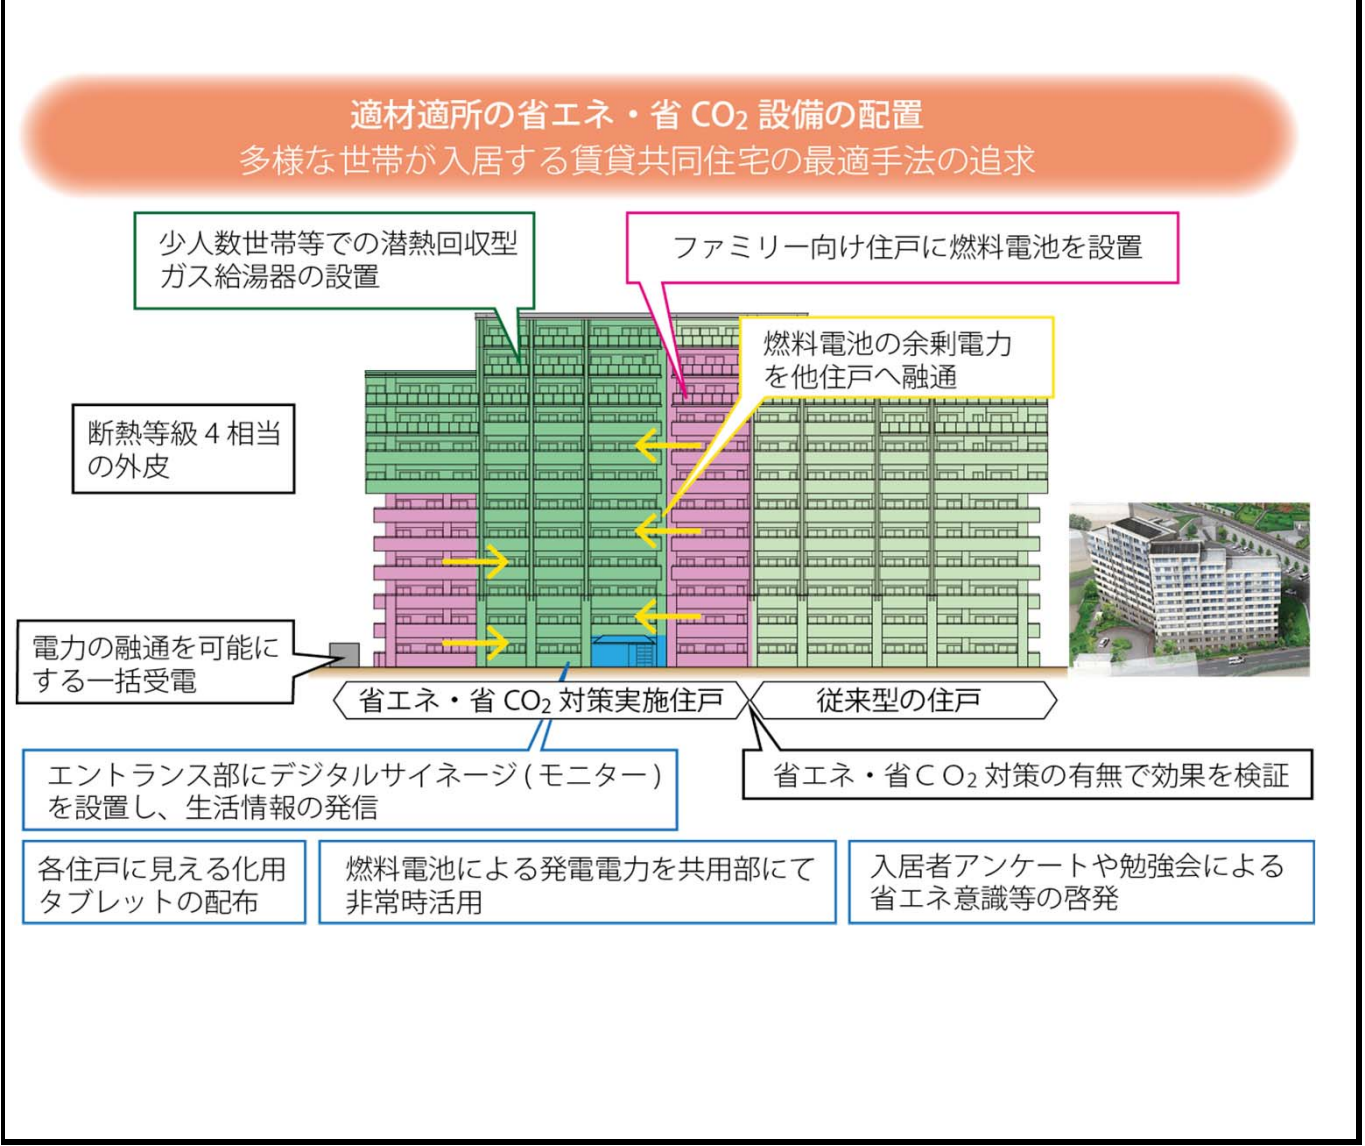 適材適所の省エネ・省 CO₂ 設備の配置
多様な世帯が入居する賃貸共同住宅の最適手法の追求
少人数世帯等での潜熱回収型
ガス給湯器の設置
ファミリー向け住戸に燃料電池を設置
燃料電池の余剰電力
を他住戸へ融通
断熱等級 4 相当
の外皮
電力の融通を可能に
する一括受電
省エネ・省 CO₂ 対策実施住戸
従来型の住戸
エントランス部にデジタルサイネージ ( モニター )
を設置し、生活情報の発信
省エネ・省ＣＯ₂ 対策の有無で効果を検証
各住戸に見える化用
タブレットの配布
燃料電池による発電電力を共用部にて
非常時活用
入居者アンケートや勉強会による
省エネ意識等の啓発